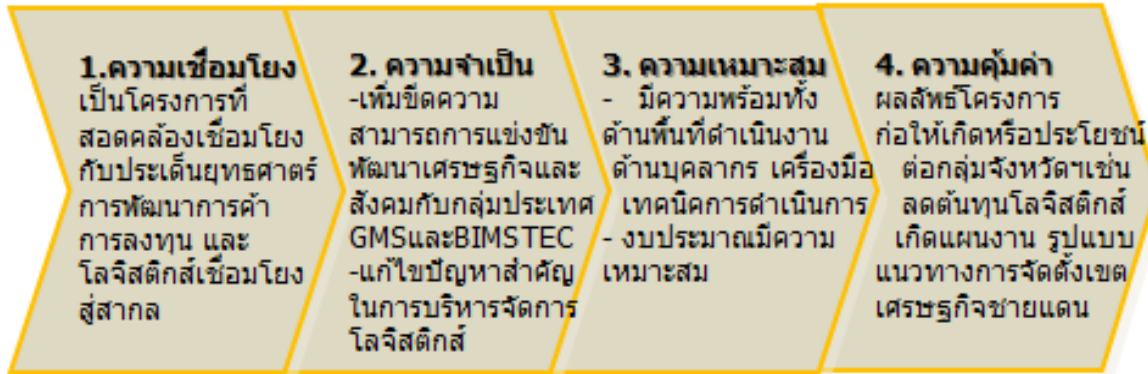 1.ความเชื่อมโยง
เป็นโครงการที่
สอดคล้องเชื่อมโยง
กับประเด็นยุทธศาตร์
การพัฒนาการค้า
การลงทุน และ
โลจิสติกส์เชื่อมโยง
สู่สากล
2. ความจำเป็น
-เพิ่มขีดความ
สามารถการแข่งขัน
พัฒนาเศรษฐกิจและ
สังคมกับกลุ่มประเทศ
GMSและBIMSTEC
-แก้ไขปัญหาสำคัญ
ในการบริหารจัดการ
โลจิสติกส์
3. ความเหมาะสม
- มีความพร้อมทั้ง
ด้านพื้นที่ดำเนินงาน
ด้านบุคลากร เครื่องมือ
เทคนิคการดำเนินการ
- งบประมาณมีความ
เหมาะสม
4. ความคุ้มค่า
ผลลัพธ์โครงการ
ก่อให้เกิดหรือประโยชน์
ต่อกลุ่มจังหวัดฯเช่น
ลดต้นทุนโลจิสติกส์
เกิดแผนงาน รูปแบบ
แนวทางการจัดตั้งเขต
เศรษฐกิจชายแดน